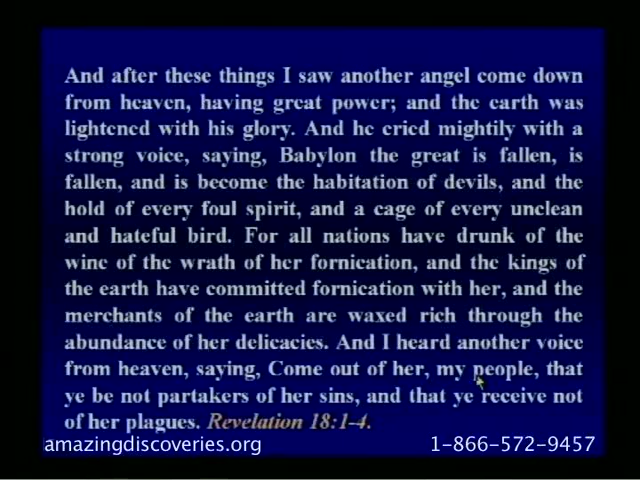 And after these things I saw another angel come down
from heaven, having great power; and the earth was
lightened with his glory. And he cried mightily with a
strong voice, saying, Babylon the great is fallen, is
fallen, and is become the habitation of devils, and the
hold of every foul spirit, and a cage of every unclean
and hateful bird. For all nations have drunk of the
wine of the wrath of her fornication, and the kings of
the earth have committed fornication with her, and the
merchants of the earth are waxed rich through the
abundance of her delicacies. And I heard another voice
from heaven, saying, Come out of her, my people, that
ye be not partakers of her sins, and that ye receive not
of her plagues. Revelation 18:1-4.
amazingdiscoveries.org 1-866-572-9457